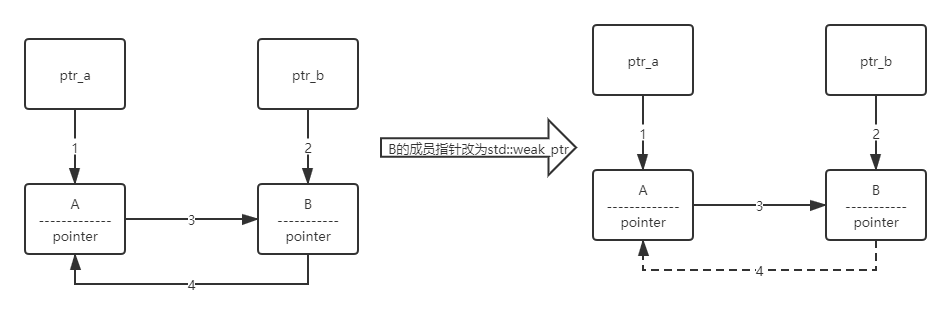 ptr_a
ptr_b
1
2
A
-------------
pointer
B
-----------
pointer
3
4
B的成员指针改为std::weak_ptr
ptr_a
ptr_b
1
2
A
-------------
pointer
B
-----------
pointer
3
4